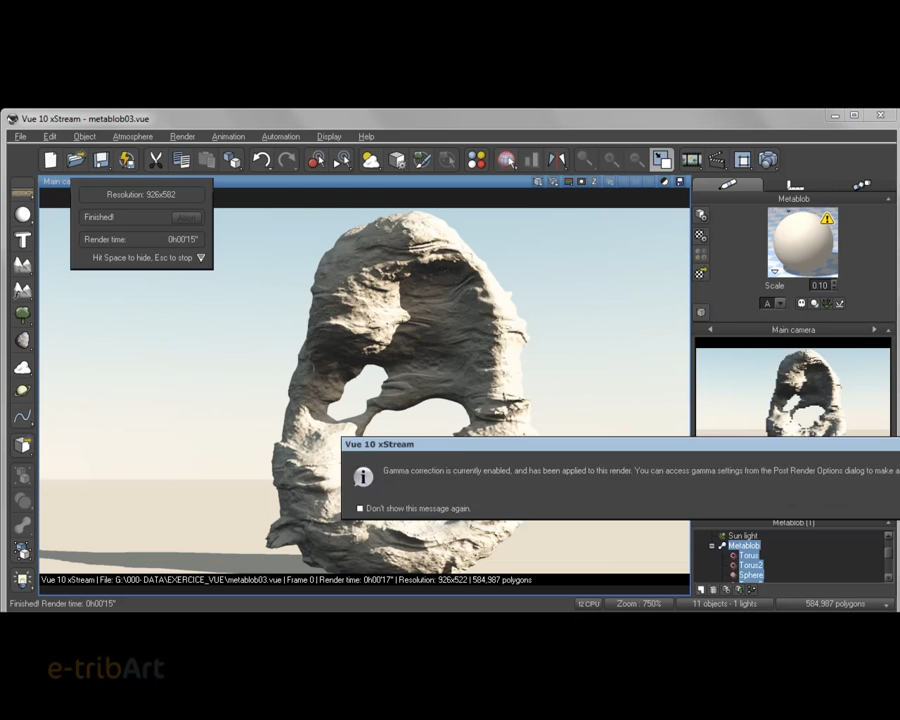 Vue 10 xStream - metablob03.vue
File Edit Object Atmosphere Render Animation Automation Display Help
Main ca
Resolution: 926x582
Finished!
Render time: 0h00'15"
Hit Space to hide, Esc to stop
Metablob
Scale 0.10
A
Main camera
Vue 10 xStream
Gamma correction is currently enabled, and has been applied to this render. You can access gamma settings from the Post Render Options dialog to make a
Don't show this message again.
Metablob [1]
Sun light
Metablob
Torus
Torus2
Sphere
Vue 10 xStream | File: G:\000- DATA\EXERCICE_VUE\metablob03.vue | Frame 0 | Render time: 0h00'17" | Resolution: 926x522 | 584,987 polygons
Finished! Render time: 0h00'15" 12 CPU Zoom : 750% 11 objects - 1 lights 584,987 polygons
e-tribArt